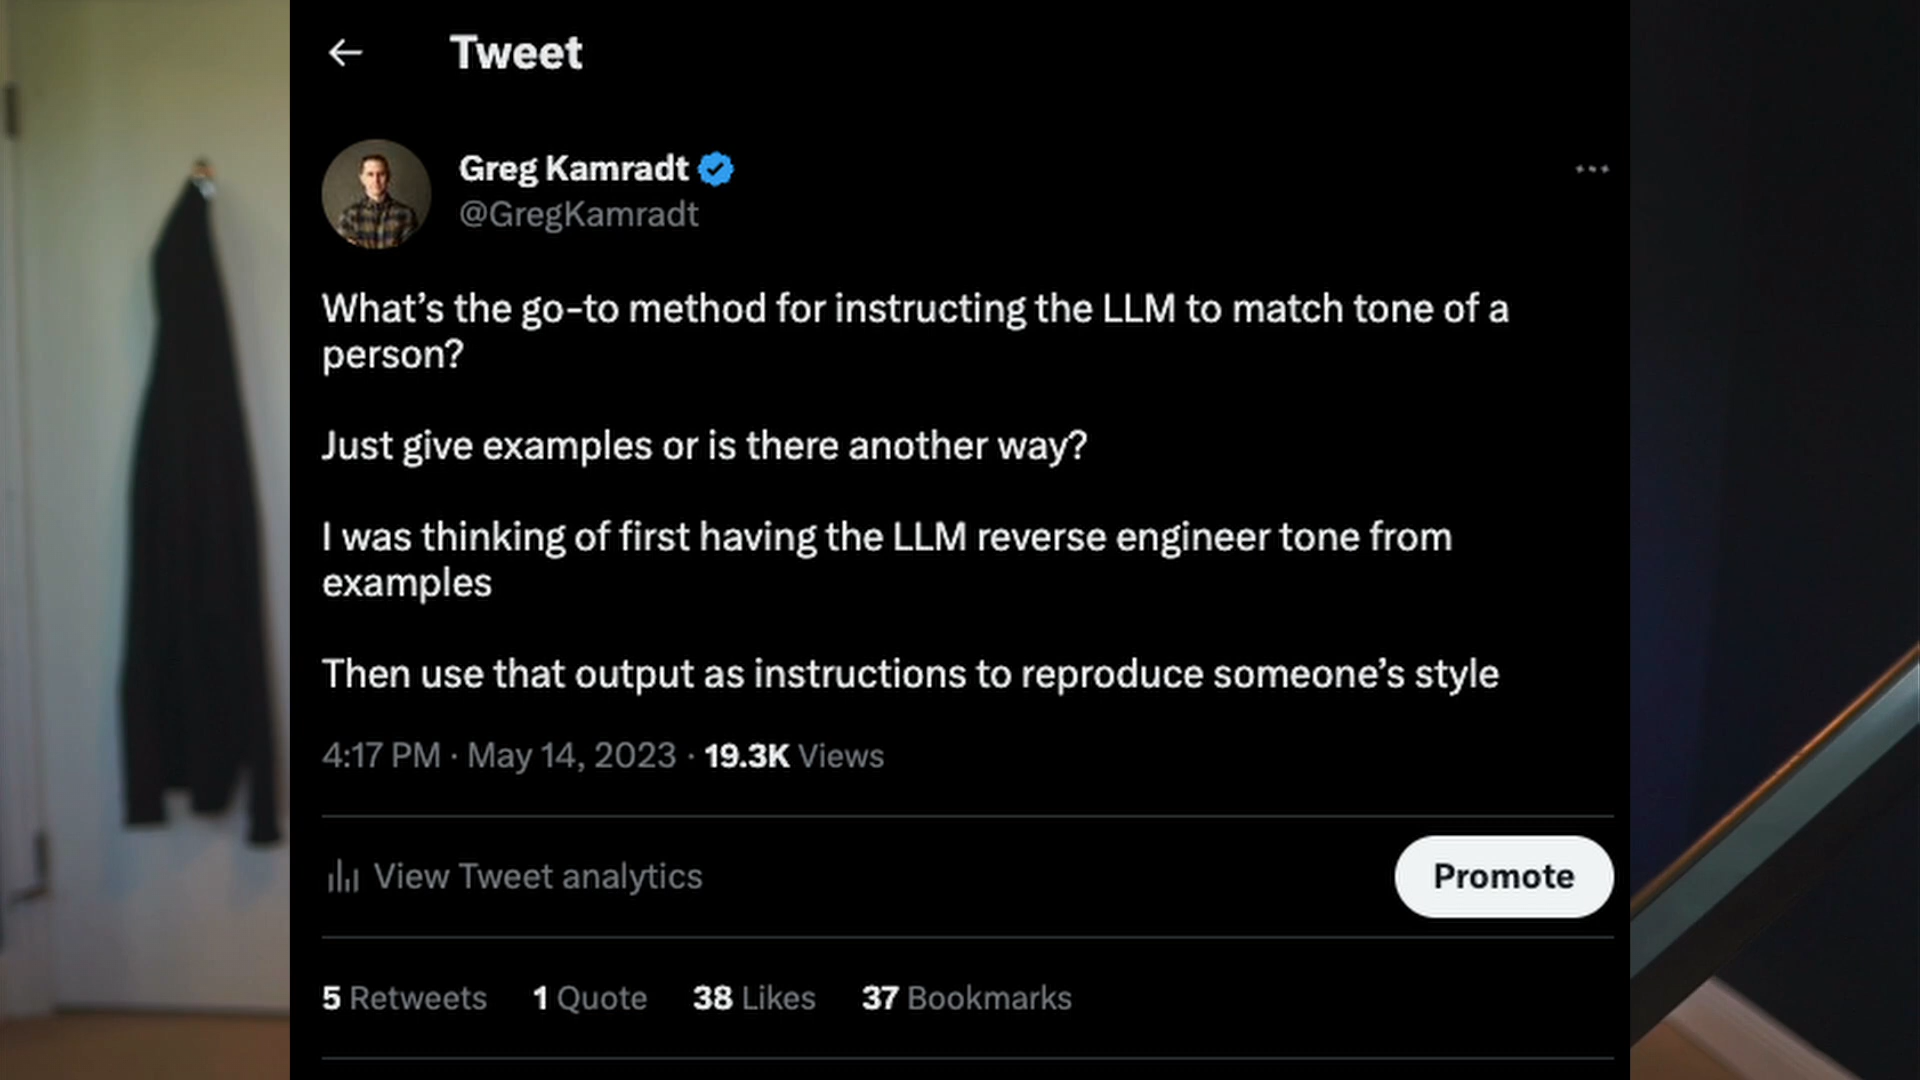 Tweet
Greg Kamradt
@GregKamradt
What’s the go-to method for instructing the LLM to match tone of a
person?
Just give examples or is there another way?
I was thinking of first having the LLM reverse engineer tone from
examples
Then use that output as instructions to reproduce someone’s style
4:17 PM · May 14, 2023 · 19.3K Views
View Tweet analytics
Promote
5 Retweets 1 Quote 38 Likes 37 Bookmarks